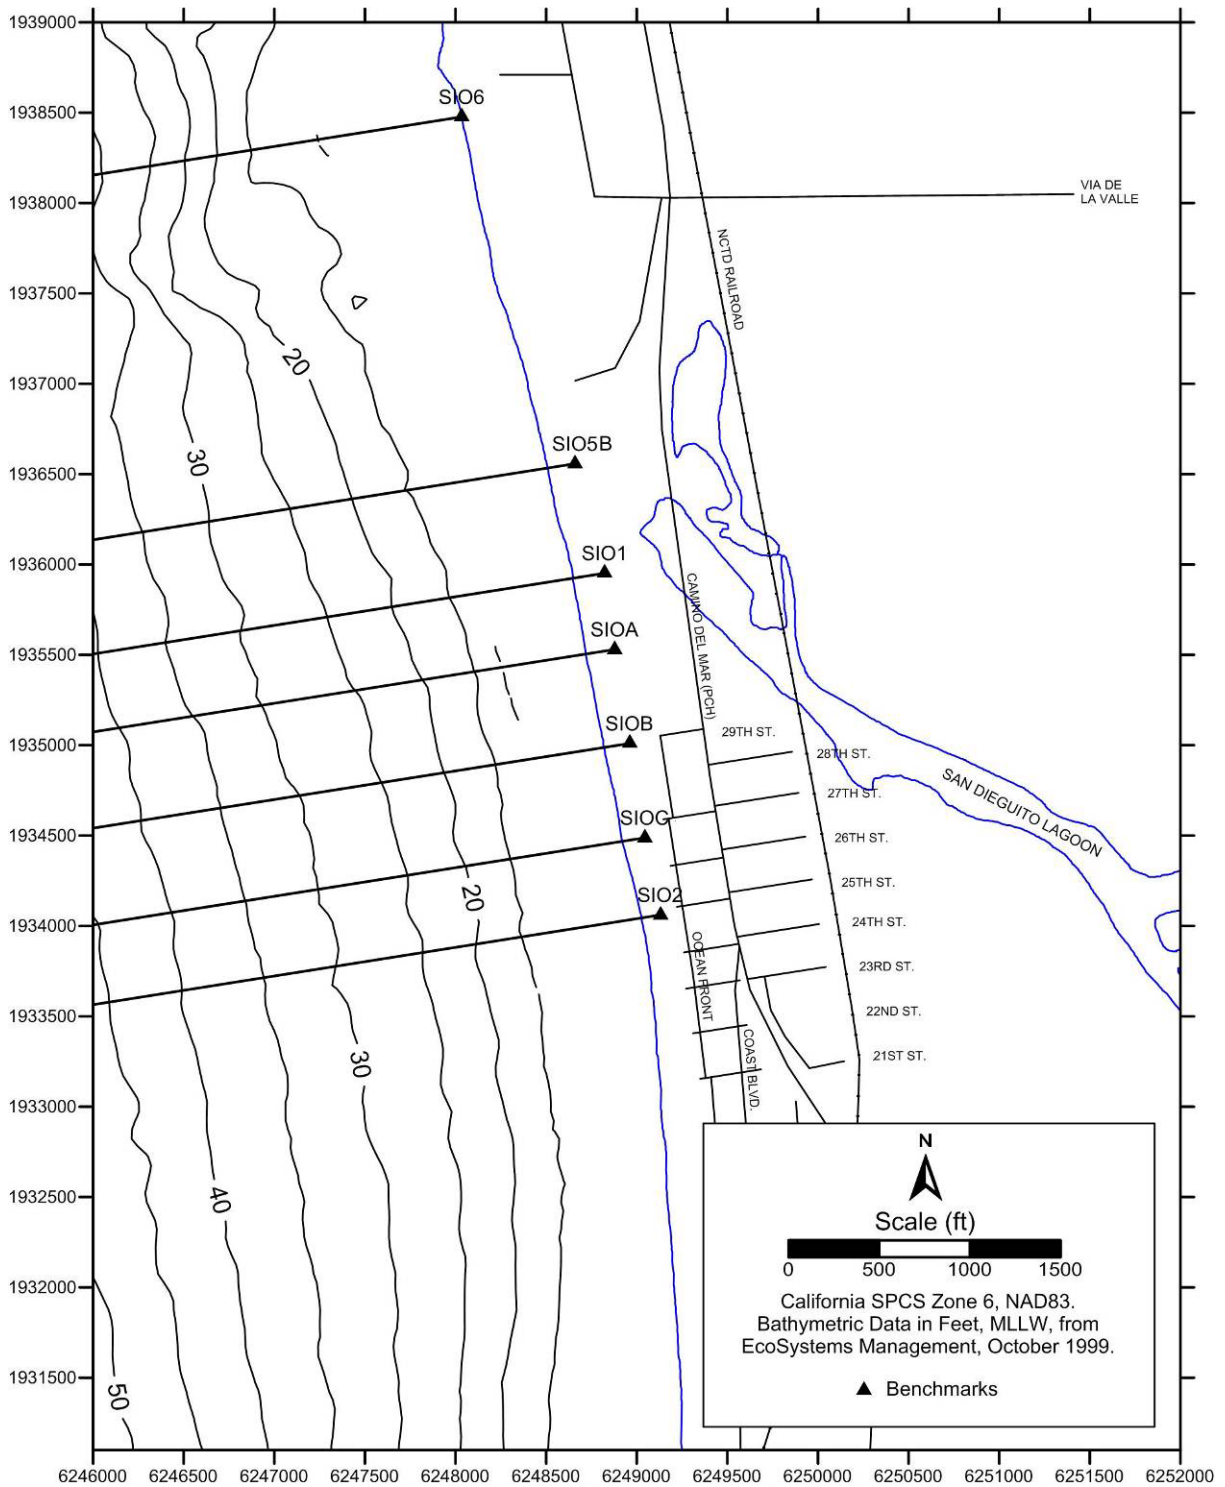 1939000
SIO6
1938500
VIA DE
LA VALLE
1938000
NCTD RAILROAD
1937500
20
1937000
SIO5B
30
1936500
SIO1
1936000
CAMINO DEL MAR (PCH)
SIOA
1935500
SIOB
29TH ST.
1935000
28TH ST.
SAN DIEGUITO LAGOON
27TH ST.
SIOC
1934500
26TH ST.
25TH ST.
20
SIO2
1934000
24TH ST.
OCEAN FRONT
23RD ST.
1933500
22ND ST.
30
COAST BLVD.
21ST ST.
1933000
N
40
1932500
Scale (ft)
0 500 1000 1500
1932000
California SPCS Zone 6, NAD83.
Bathymetric Data in Feet, MLLW, from
EcoSystems Management, October 1999.
50
1931500
Benchmarks
6246000 6246500 6247000 6247500 6248000 6248500 6249000 6249500 6250000 6250500 6251000 6251500 6252000